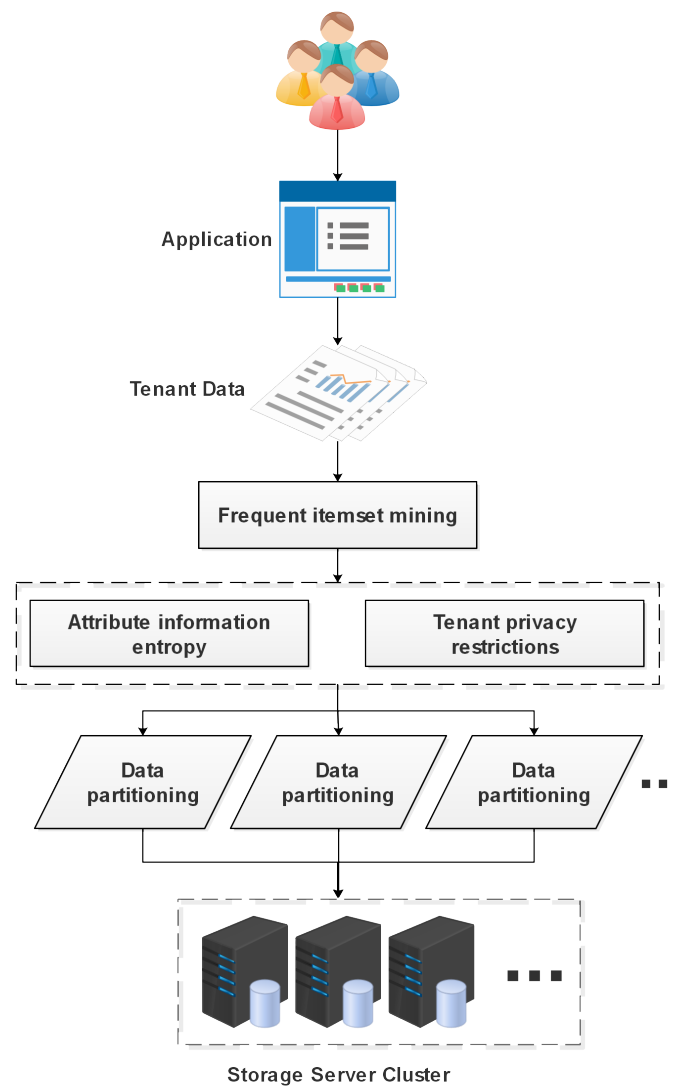 Application
Tenant Data
Frequent itemset mining
Attribute information
entropy
Tenant privacy
restrictions
Data
partitioning
Data
partitioning
Data
partitioning
Storage Server Cluster